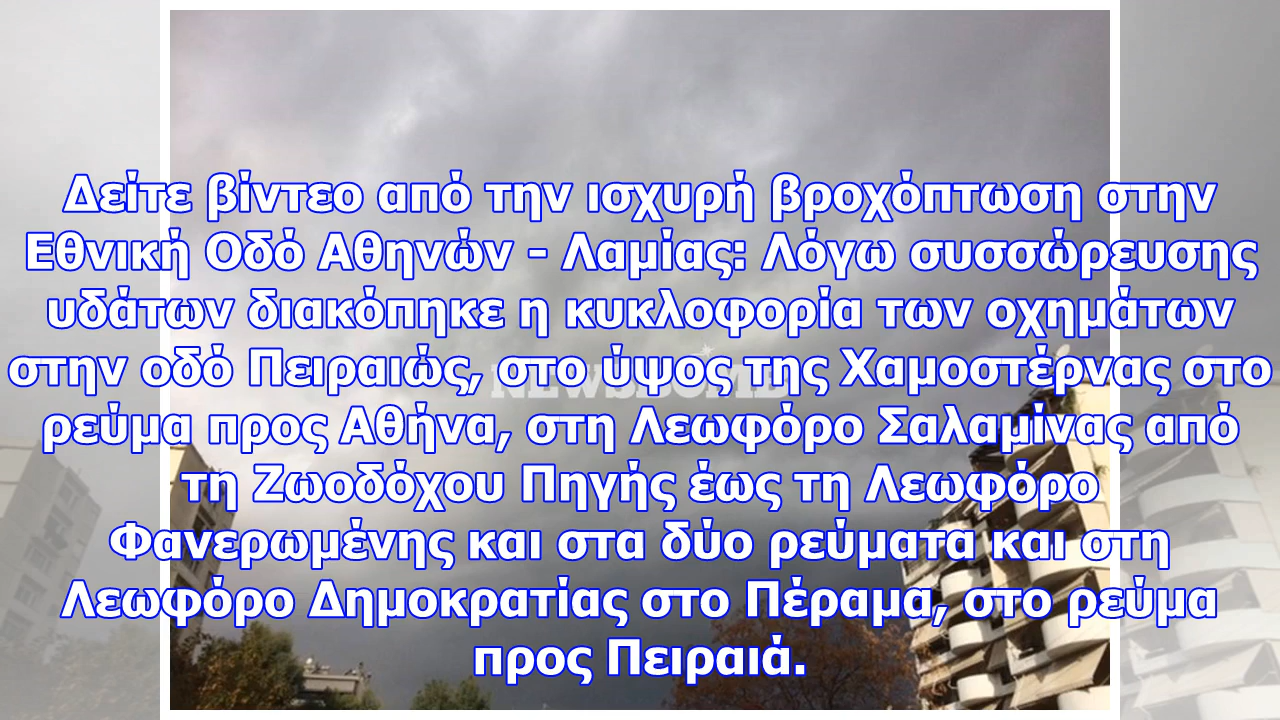 Δείτε βίντεο από την ισχυρή βροχόπτωση στην
Εθνική Οδό Αθηνών - Λαμίας: Λόγω συσσώρευσης
υδάτων διακόπηκε η κυκλοφορία των οχημάτων
στην οδό Πειραιώς, στο ύψος της Χαμοστέρνας στο
NEWSBOMB
ρεύμα προς Αθήνα, στη Λεωφόρο Σαλαμίνας από
τη Ζωοδόχου Πηγής έως τη Λεωφόρο
Φανερωμένης και στα δύο ρεύματα και στη
Λεωφόρο Δημοκρατίας στο Πέραμα, στο ρεύμα
προς Πειραιά.